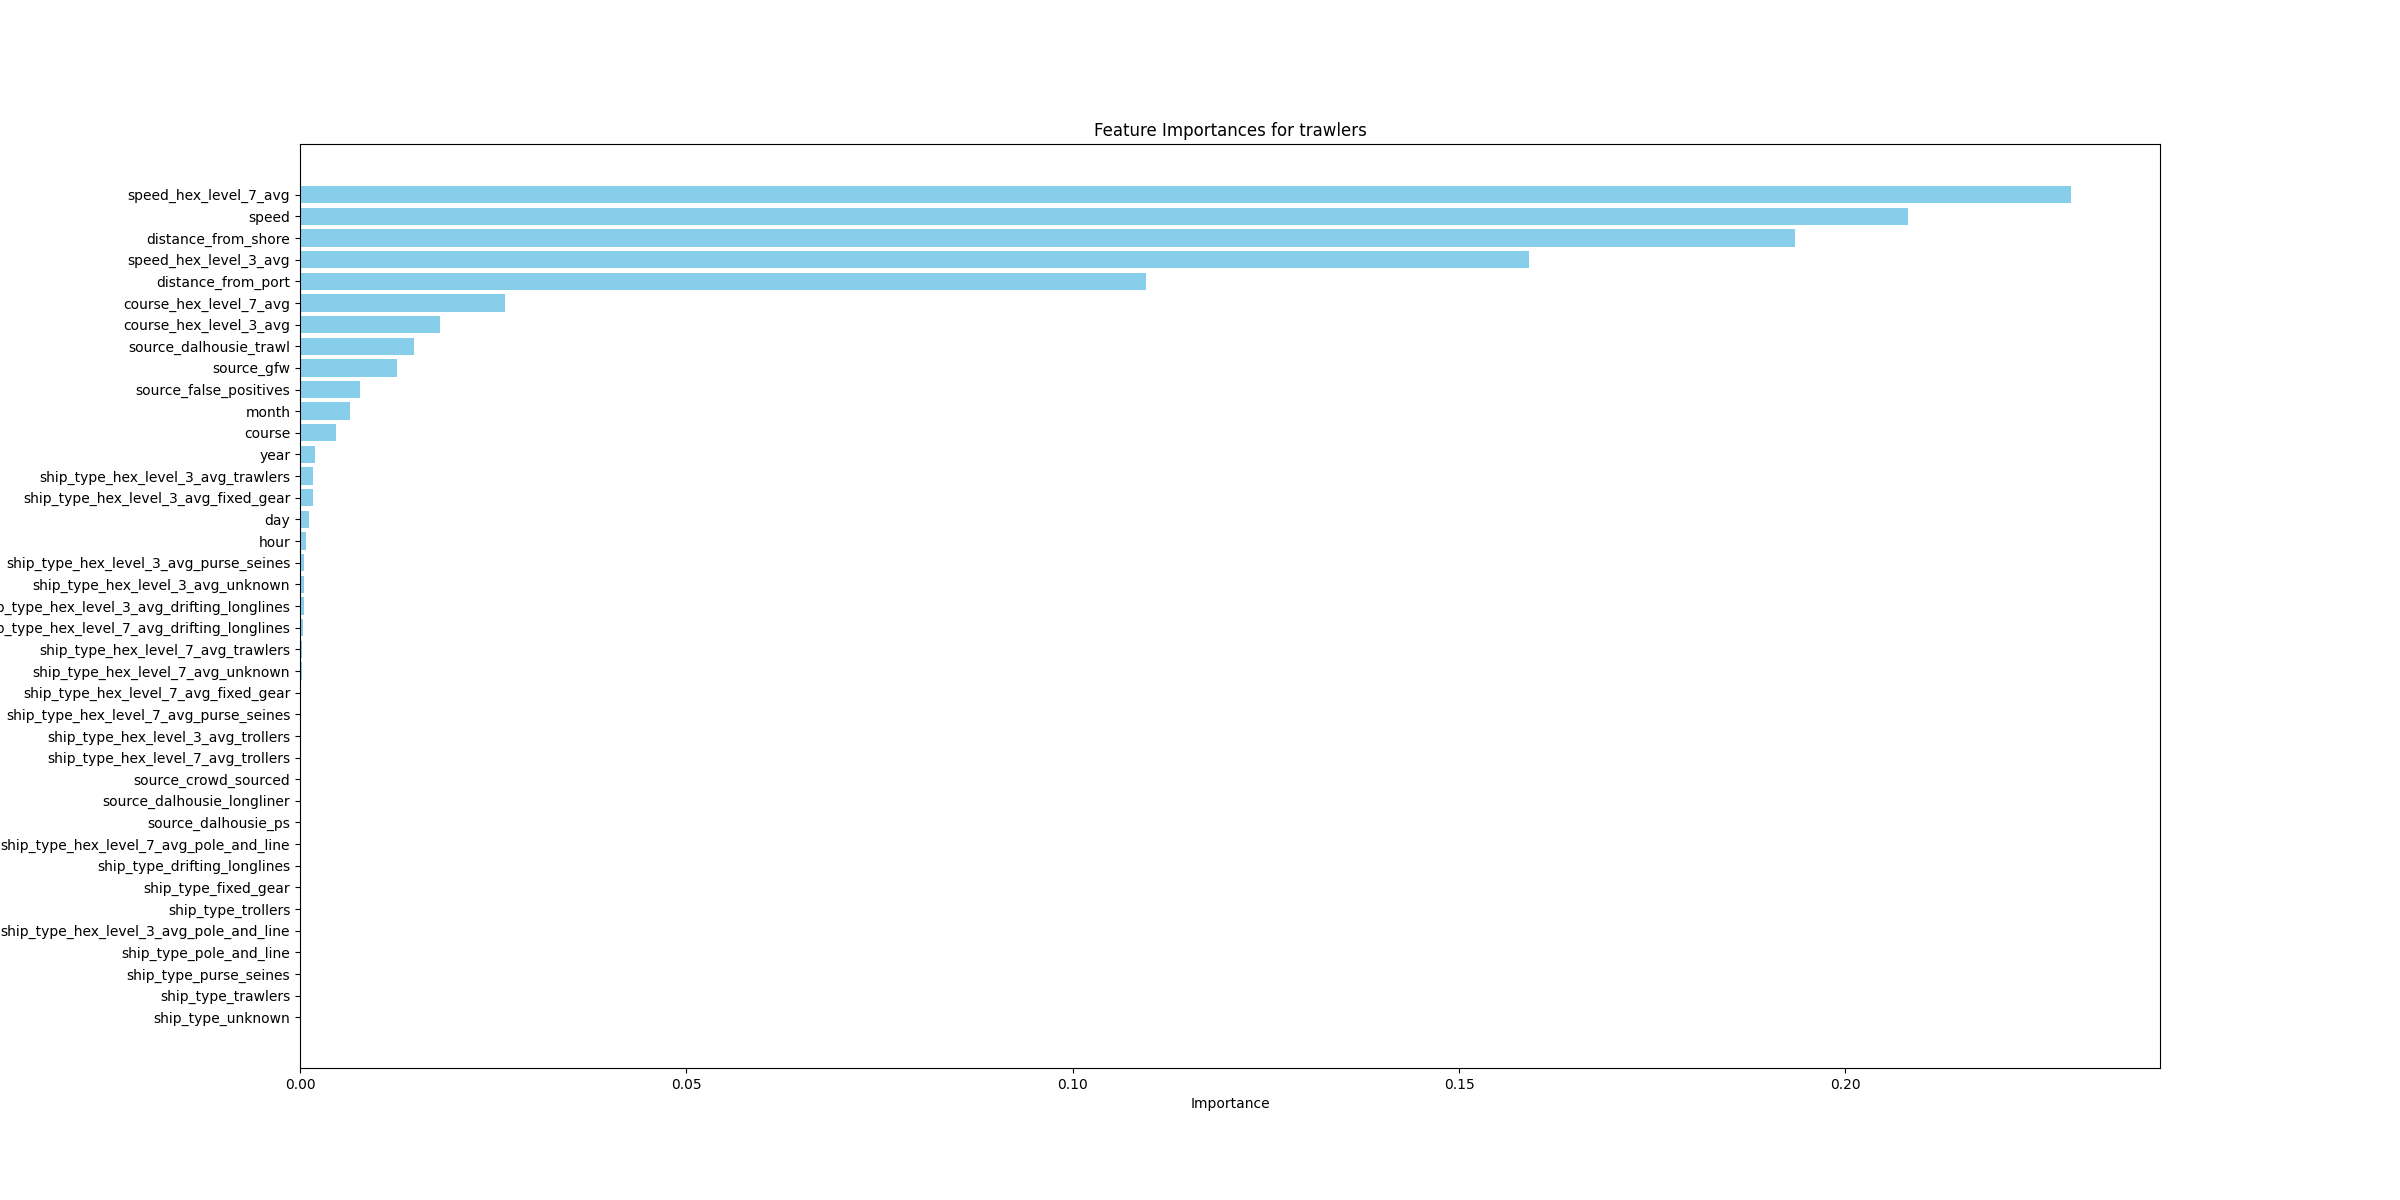 Feature Importances for trawlers
speed_hex_level_7_avg
speed
distance_from_shore
speed_hex_level_3_avg
distance_from_port
course_hex_level_7_avg
course_hex_level_3_avg
source_dalhousie_trawl
source_gfw
source_false_positives
month
course
year
ship_type_hex_level_3_avg_trawlers
ship_type_hex_level_3_avg_fixed_gear
day
hour
ship_type_hex_level_3_avg_purse_seines
ship_type_hex_level_3_avg_unknown
p_type_hex_level_3_avg_drifting_longlines
p_type_hex_level_7_avg_drifting_longlines
ship_type_hex_level_7_avg_trawlers
ship_type_hex_level_7_avg_unknown
ship_type_hex_level_7_avg_fixed_gear
ship_type_hex_level_7_avg_purse_seines
ship_type_hex_level_3_avg_trollers
ship_type_hex_level_7_avg_trollers
source_crowd_sourced
source_dalhousie_longliner
source_dalhousie_ps
ship_type_hex_level_7_avg_pole_and_line
ship_type_drifting_longlines
ship_type_fixed_gear
ship_type_trollers
ship_type_hex_level_3_avg_pole_and_line
ship_type_pole_and_line
ship_type_purse_seines
ship_type_trawlers
ship_type_unknown
0.00 0.05 0.10 0.15 0.20
Importance